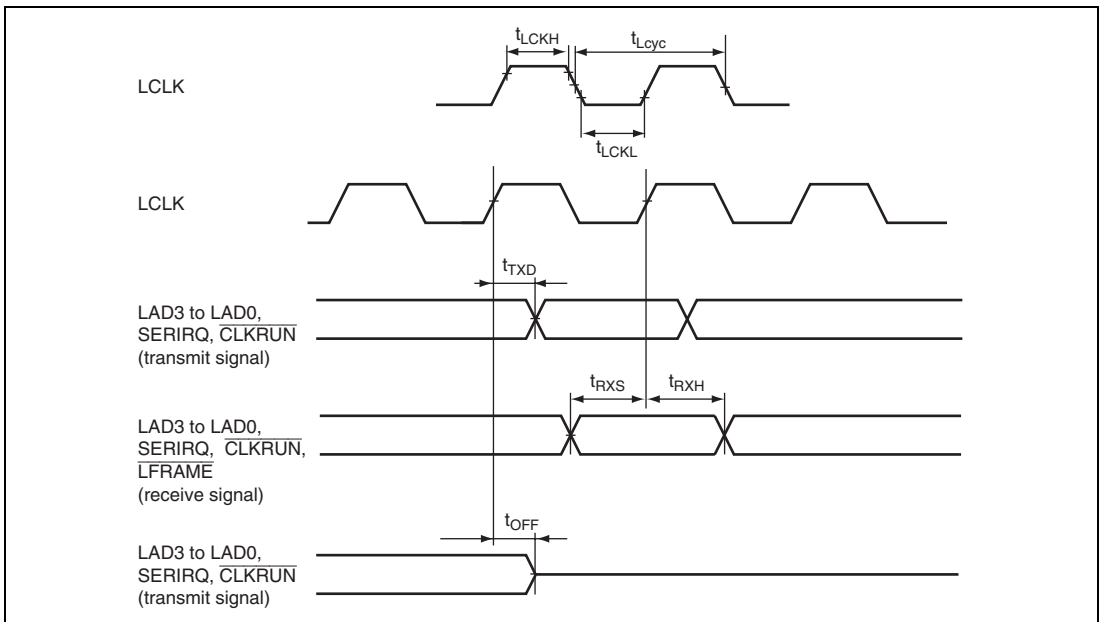 tLCKH
tLcyc
LCLK
tLCKL
LCLK
tTXD
LAD3 to LAD0,
SERIRQ, CLKRUN
(transmit signal)
tRXS
tRXH
LAD3 to LAD0,
SERIRQ, CLKRUN,
LFRAME
(receive signal)
tOFF
LAD3 to LAD0,
SERIRQ, CLKRUN
(transmit signal)